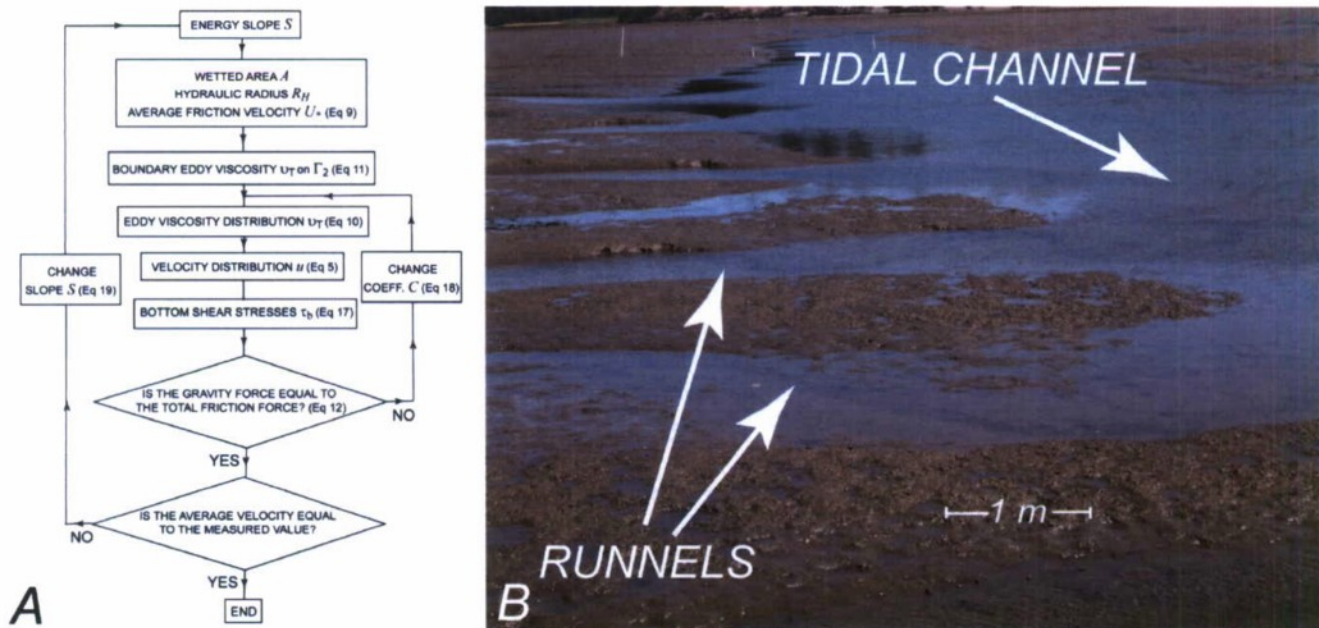 ENERGY SLOPE S
WETTED AREA A
HYDRAULIC RADIUS R_H
AVERAGE FRICTION VELOCITY U* (Eq 9)
BOUNDARY EDDY VISCOSITY υ_T on Γ₂ (Eq 11)
EDDY VISCOSITY DISTRIBUTION υ_T (Eq 10)
VELOCITY DISTRIBUTION u (Eq 5)
BOTTOM SHEAR STRESSES τ_b (Eq 17)
CHANGE
SLOPE S (Eq 19)
CHANGE
COEFF. C (Eq 18)
IS THE GRAVITY FORCE EQUAL TO
THE TOTAL FRICTION FORCE? (Eq 12)
NO
YES
IS THE AVERAGE VELOCITY EQUAL
TO THE MEASURED VALUE?
NO
YES
END
A
TIDAL CHANNEL
1 m
RUNNELS
B